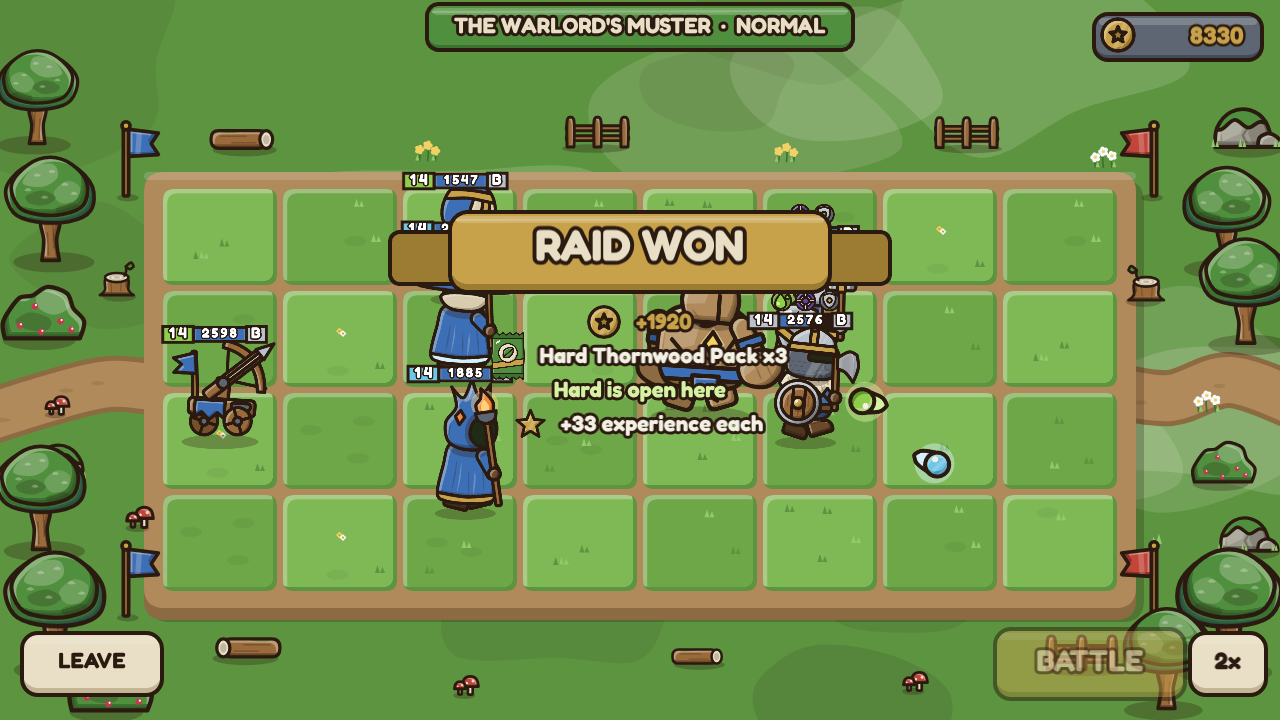 THE WARLORD'S MUSTER · NORMAL
8330
14 1547 B
14
RAID WON
14 2598 B
+1920
14 2576 B
Hard Thornwood Pack x3
14 1885
Hard is open here
+33 experience each
LEAVE
BATTLE
2x